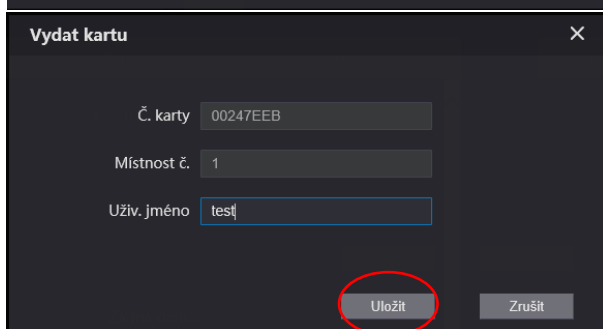 Vydat kartu
Č. karty 00247EEB
Místnost č. 1
Uživ. jméno test
Uložit Zrušit